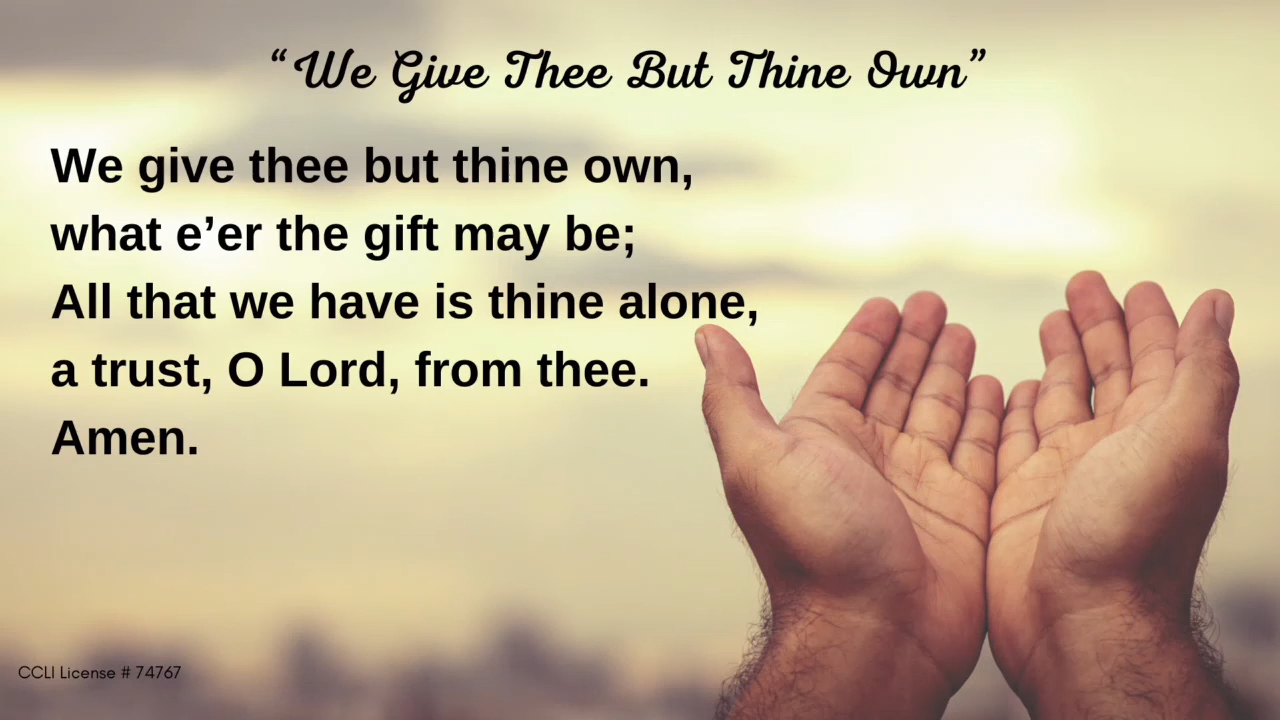 “We Give Thee But Thine Own”
We give thee but thine own,
what e’er the gift may be;
All that we have is thine alone,
a trust, O Lord, from thee.
Amen.
CCLI License # 74767